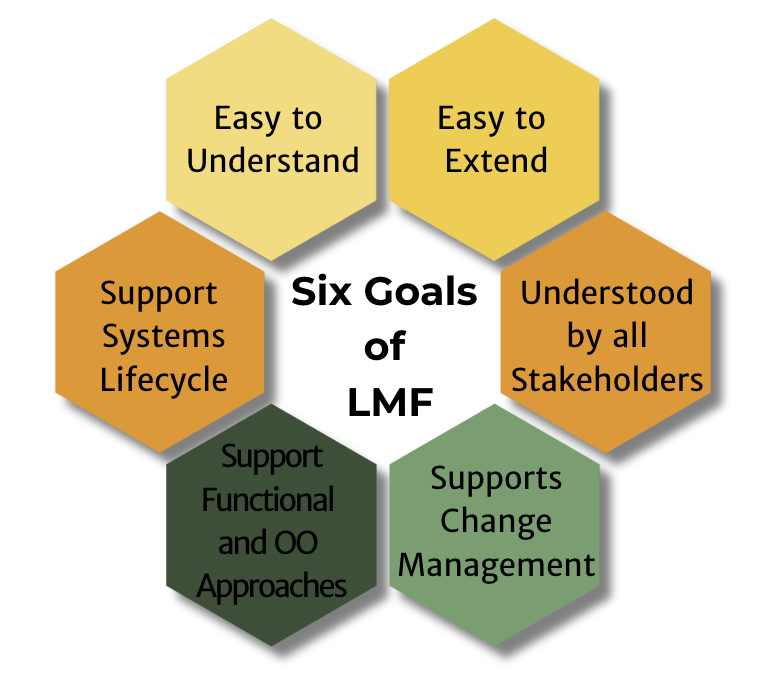 Easy to
Understand
Easy to
Extend
Support
Systems
Lifecycle
Six Goals
of
LMF
Understood
by all
Stakeholders
Support
Functional
and OO
Approaches
Supports
Change
Management